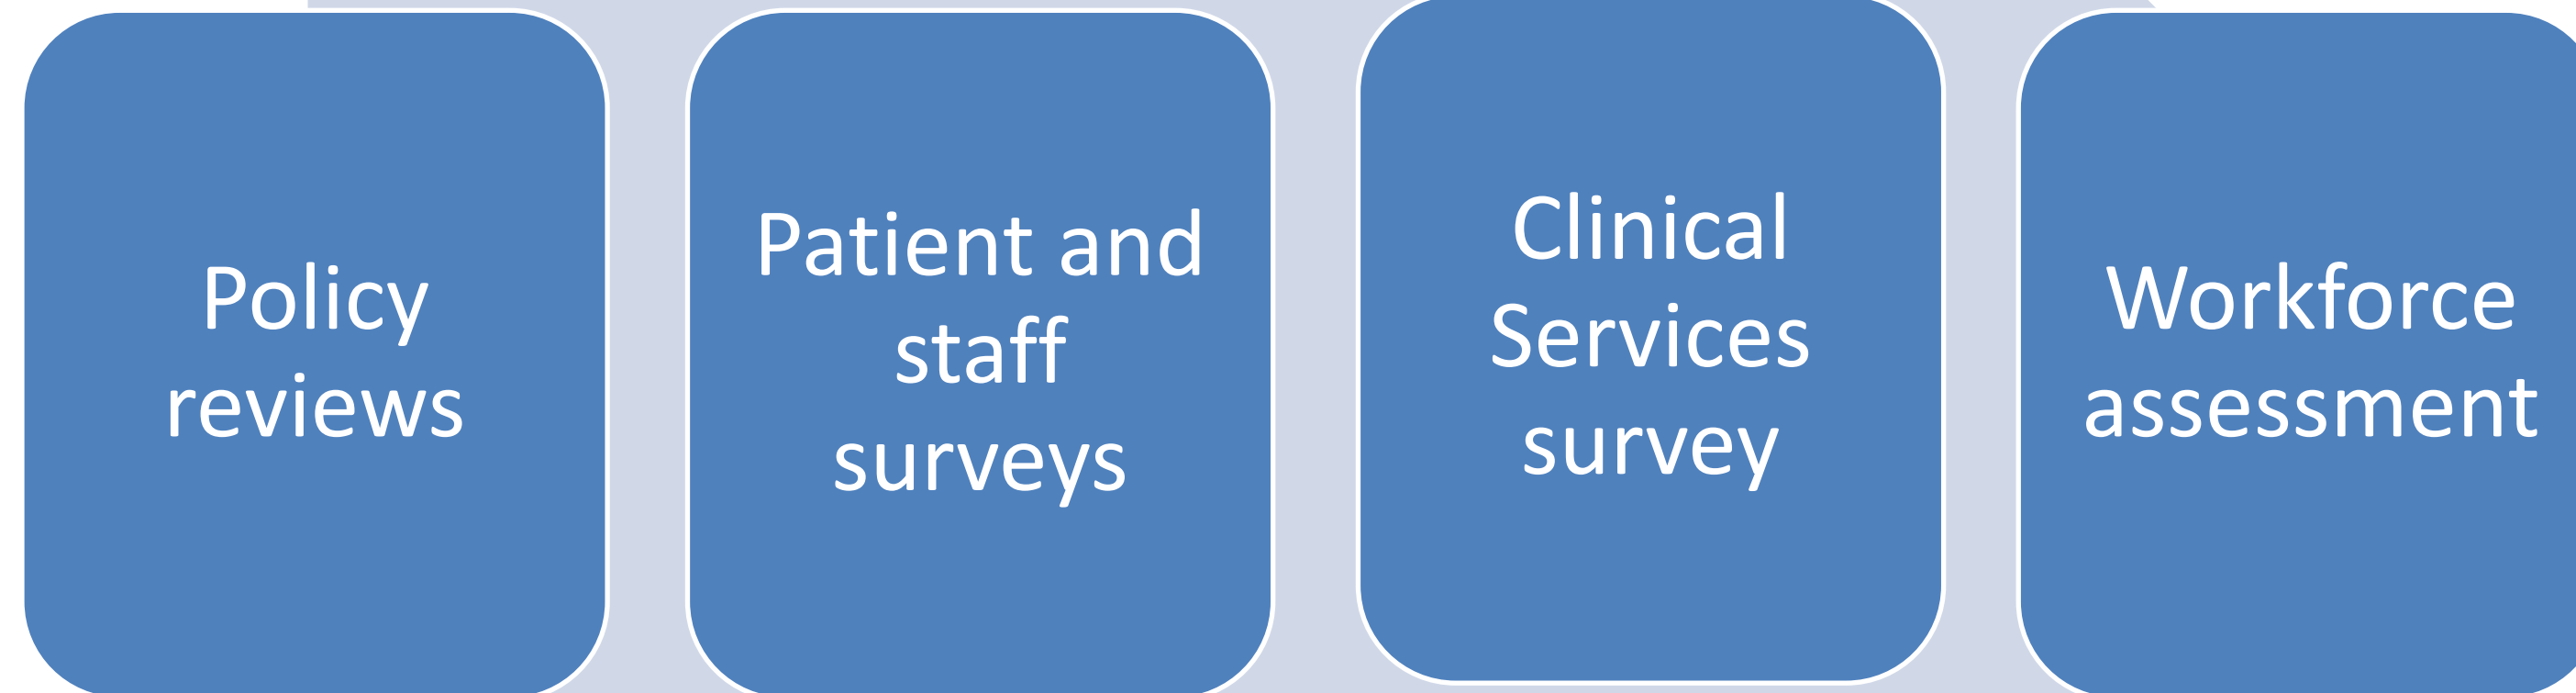 Policy
reviews
Patient and
staff
surveys
Clinical
Services
survey
Workforce
assessment